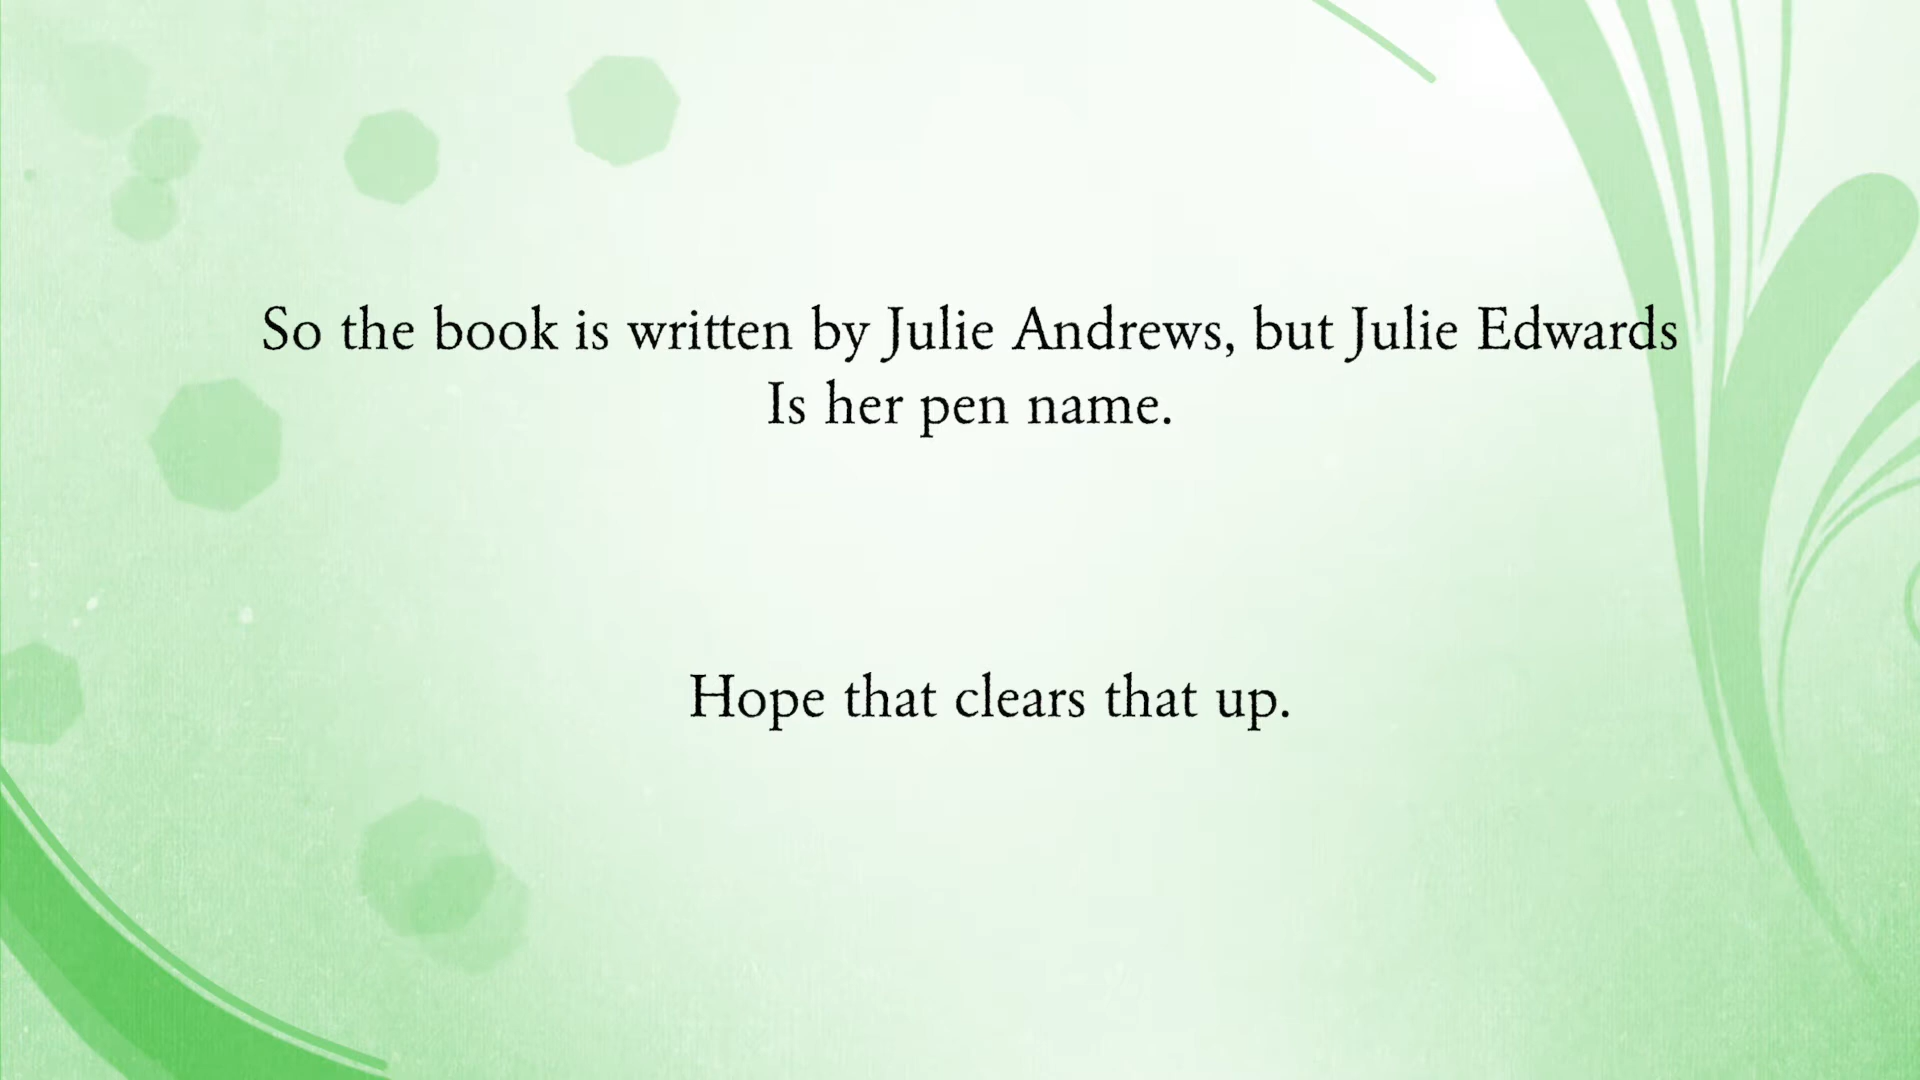 So the book is written by Julie Andrews, but Julie Edwards
Is her pen name.
Hope that clears that up.